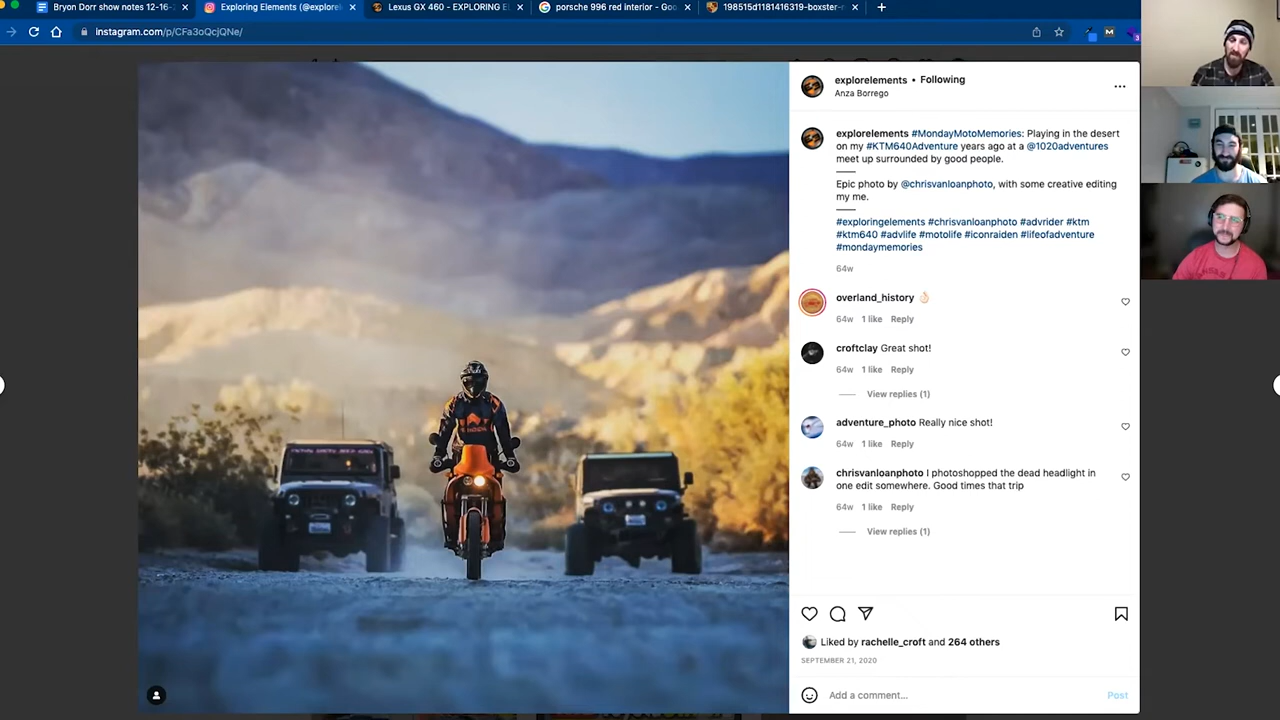 Bryon Dorr show notes 12-16-
Exploring Elements (@explorel
Lexus GX 460 - EXPLORING El
porsche 996 red interior - Goo
198515d1181416319-boxster-r
instagram.com/p/CFa3oQcjQNe/
explorelements • Following
Anza Borrego
explorelements #MondayMotoMemories: Playing in the desert
on my #KTM640Adventure years ago at a @1020adventures
meet up surrounded by good people.
Epic photo by @chrisvanloanphoto, with some creative editing
my me.
#exploringelements #chrisvanloanphoto #advrider #ktm
#ktm640 #advlife #motolife #iconraiden #lifeofadventure
#mondaymemories
64w
overland_history 👌🏻
64w 1 like Reply
croftclay Great shot!
64w 1 like Reply
View replies (1)
adventure_photo Really nice shot!
64w 1 like Reply
chrisvanloanphoto I photoshopped the dead headlight in
one edit somewhere. Good times that trip
64w 1 like Reply
View replies (1)
Liked by rachelle_croft and 264 others
SEPTEMBER 21, 2020
Add a comment...
Post